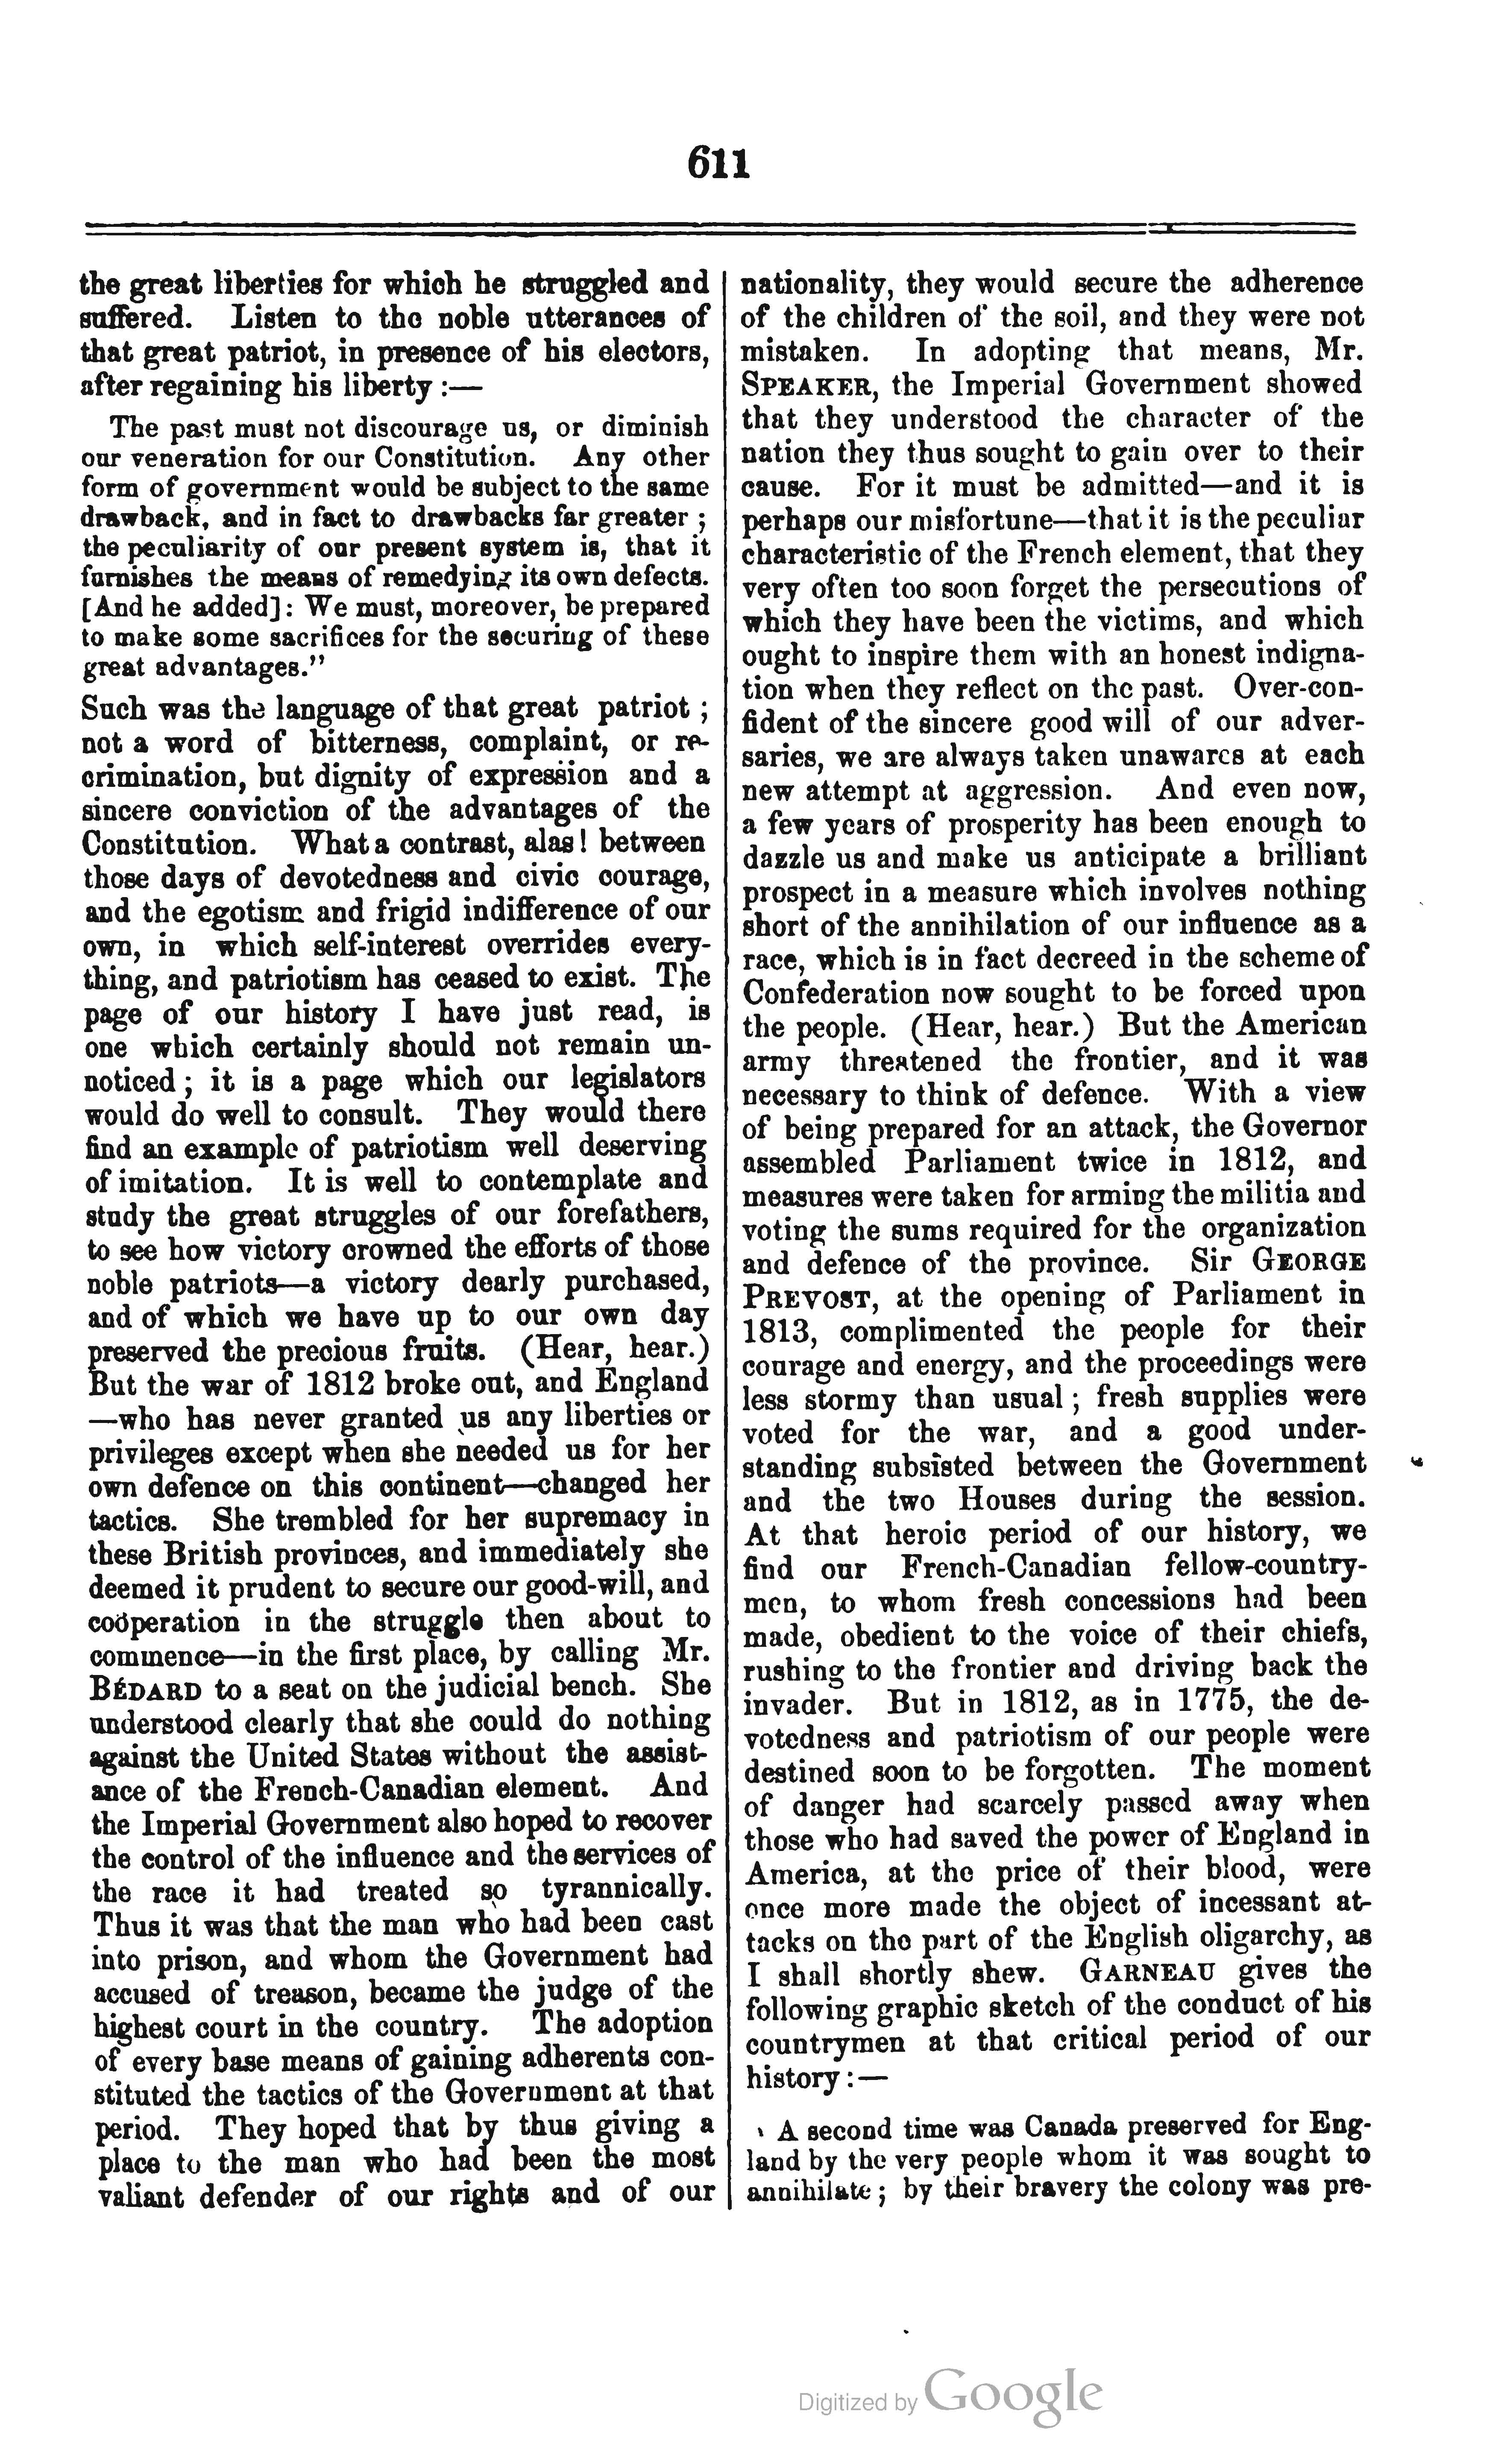 611
the great liberties for which he struggled and
suffered. Listen to the noble utterances of
that great patriot, in presence of his electors,
after regaining his liberty :—
The past must not discourage us, or diminish
our veneration for our Constitution. Any other
form of government would be subject to the same
drawback, and in fact to drawbacks far greater ;
the peculiarity of our present system is, that it
furnishes the means of remedying its own defects.
[And he added]: We must, moreover, be prepared
to make some sacrifices for the securing of these
great advantages.”
Such was the language of that great patriot ;
not a word of bitterness, complaint, or re-
crimination, but dignity of expression and a
sincere conviction of the advantages of the
Constitution. What a contrast, alas! between
those days of devotedness and civic courage,
and the egotism and frigid indifference of our
own, in which self-interest overrides every-
thing, and patriotism has ceased to exist. The
page of our history I have just read, is
one which certainly should not remain un-
noticed ; it is a page which our legislators
would do well to consult. They would there
find an example of patriotism well deserving
of imitation. It is well to contemplate and
study the great struggles of our forefathers,
to see how victory crowned the efforts of those
noble patriots—a victory dearly purchased,
and of which we have up to our own day
preserved the precious fruits. (Hear, hear.)
But the war of 1812 broke out, and England
—who has never granted us any liberties or
privileges except when she needed us for her
own defence on this continent—changed her
tactics. She trembled for her supremacy in
these British provinces, and immediately she
deemed it prudent to secure our good-will, and
coöperation in the struggle then about to
commence—in the first place, by calling Mr.
BÉDARD to a seat on the judicial bench. She
understood clearly that she could do nothing
against the United States without the assist-
ance of the French-Canadian element. And
the Imperial Government also hoped to recover
the control of the influence and the services of
the race it had treated so tyrannically.
Thus it was that the man who had been cast
into prison, and whom the Government had
accused of treason, became the judge of the
highest court in the country. The adoption
of every base means of gaining adherents con-
stituted the tactics of the Government at that
period. They hoped that by thus giving a
place to the man who had been the most
valiant defender of our rights and of our
nationality, they would secure the adherence
of the children of the soil, and they were not
mistaken. In adopting that means, Mr.
SPEAKER, the Imperial Government showed
that they understood the character of the
nation they thus sought to gain over to their
cause. For it must be admitted—and it is
perhaps our misfortune—that it is the peculiar
characteristic of the French element, that they
very often too soon forget the persecutions of
which they have been the victims, and which
ought to inspire them with an honest indigna-
tion when they reflect on the past. Over-con-
fident of the sincere good will of our adver-
saries, we are always taken unawares at each
new attempt at aggression. And even now,
a few years of prosperity has been enough to
dazzle us and make us anticipate a brilliant
prospect in a measure which involves nothing
short of the annihilation of our influence as a
race, which is in fact decreed in the scheme of
Confederation now sought to be forced upon
the people. (Hear, hear.) But the American
army threatened the frontier, and it was
necessary to think of defence. With a view
of being prepared for an attack, the Governor
assembled Parliament twice in 1812, and
measures were taken for arming the militia and
voting the sums required for the organization
and defence of the province. Sir GEORGE
PREVOST, at the opening of Parliament in
1813, complimented the people for their
courage and energy, and the proceedings were
less stormy than usual ; fresh supplies were
voted for the war, and a good under-
standing subsisted between the Government
and the two Houses during the session.
At that heroic period of our history, we
find our French-Canadian fellow-country-
men, to whom fresh concessions had been
made, obedient to the voice of their chiefs,
rushing to the frontier and driving back the
invader. But in 1812, as in 1775, the de-
votedness and patriotism of our people were
destined soon to be forgotten. The moment
of danger had scarcely passed away when
those who had saved the power of England in
America, at the price of their blood, were
once more made the object of incessant at-
tacks on the part of the English oligarchy, as
I shall shortly shew. GARNEAU gives the
following graphic sketch of the conduct of his
countrymen at that critical period of our
history :—
A second time was Canada preserved for Eng-
land by the very people whom it was sought to
annihilate ; by their bravery the colony was pre-
Digitized by Google